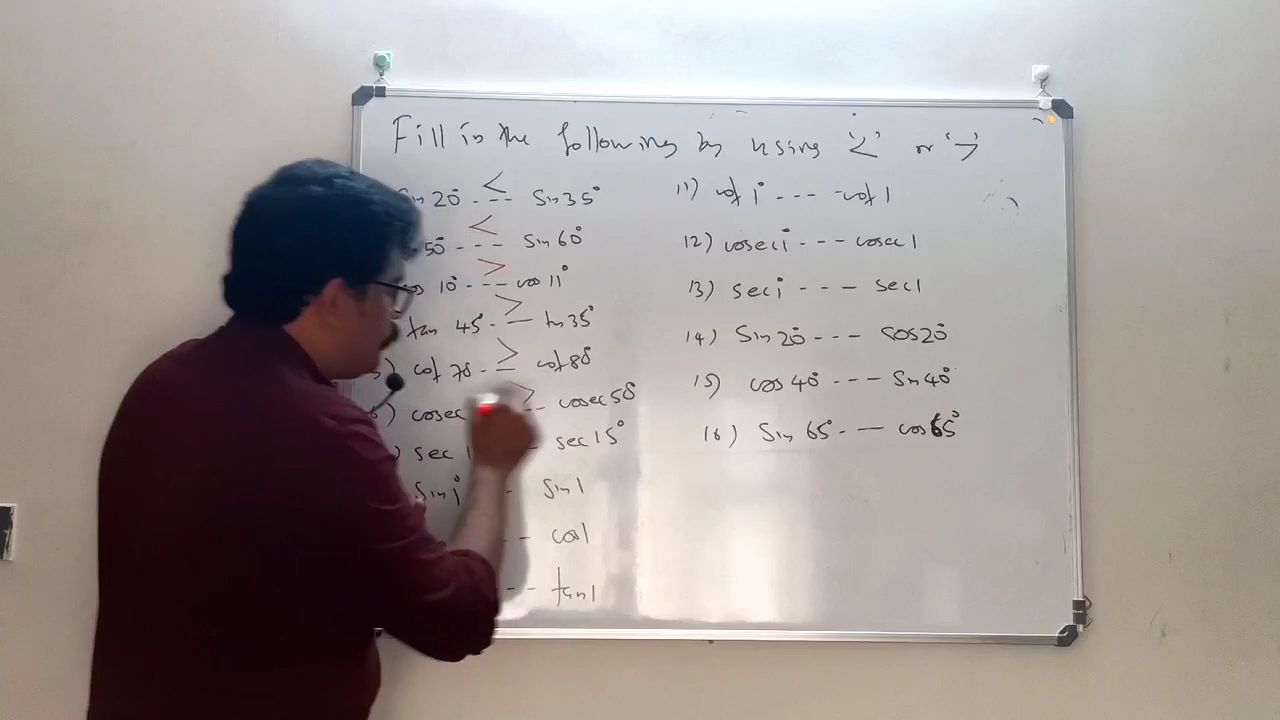 Fill in the following by using '<' or '>'
sin 20° < sin 35°
50° < sin 60°
cos 10° > cos 11°
tan 45° > tan 35°
cot 70° > cot 80°
cosec > cosec 50°
sec 1 sec 15°
sin 1° sin 1
cos 1
tan 1
11) cot 1° --- cot 1
12) cosec 1° --- cosec 1
13) sec 1° --- sec 1
14) sin 20° --- cos 20°
15) cos 40° --- sin 40°
16) sin 65° --- cos 65°